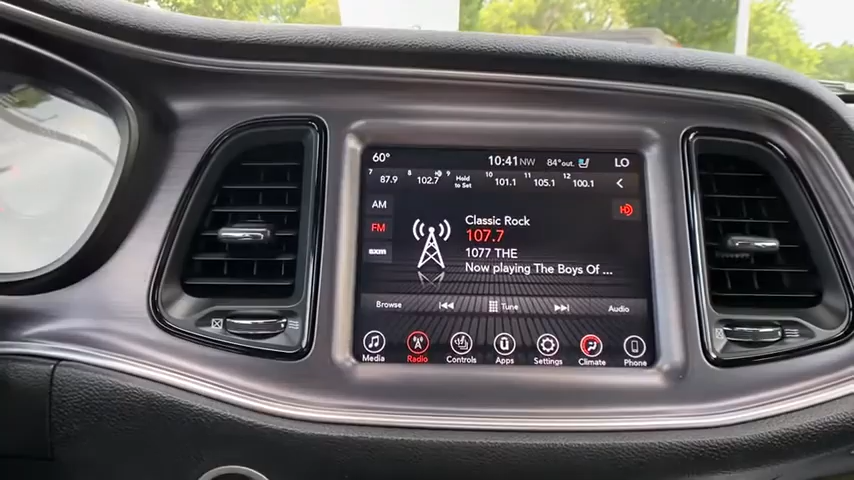 60° 10:41 NW 84° out. LO
7 87.9 8 102.7 9 Hold to Set 10 101.1 11 105.1 12 100.1
AM
FM
sxm
HD
Classic Rock
107.7
1077 THE
Now playing The Boys Of ...
Browse Tune Audio
Media Radio Controls Apps Settings Climate Phone